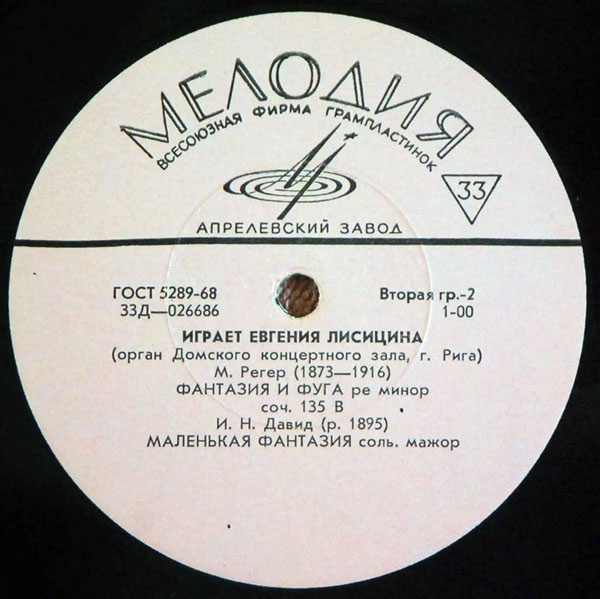 МЕЛОДИЯ
ВСЕСОЮЗНАЯ ФИРМА ГРАМПЛАСТИНОК
33
АПРЕЛЕВСКИЙ ЗАВОД
ГОСТ 5289-68 Вторая гр.-2
33Д—026686 1-00
ИГРАЕТ ЕВГЕНИЯ ЛИСИЦИНА
(орган Домского концертного зала, г. Рига)
М. Регер (1873—1916)
ФАНТАЗИЯ И ФУГА ре минор
соч. 135 В
И. Н. Давид (р. 1895)
МАЛЕНЬКАЯ ФАНТАЗИЯ соль. мажор